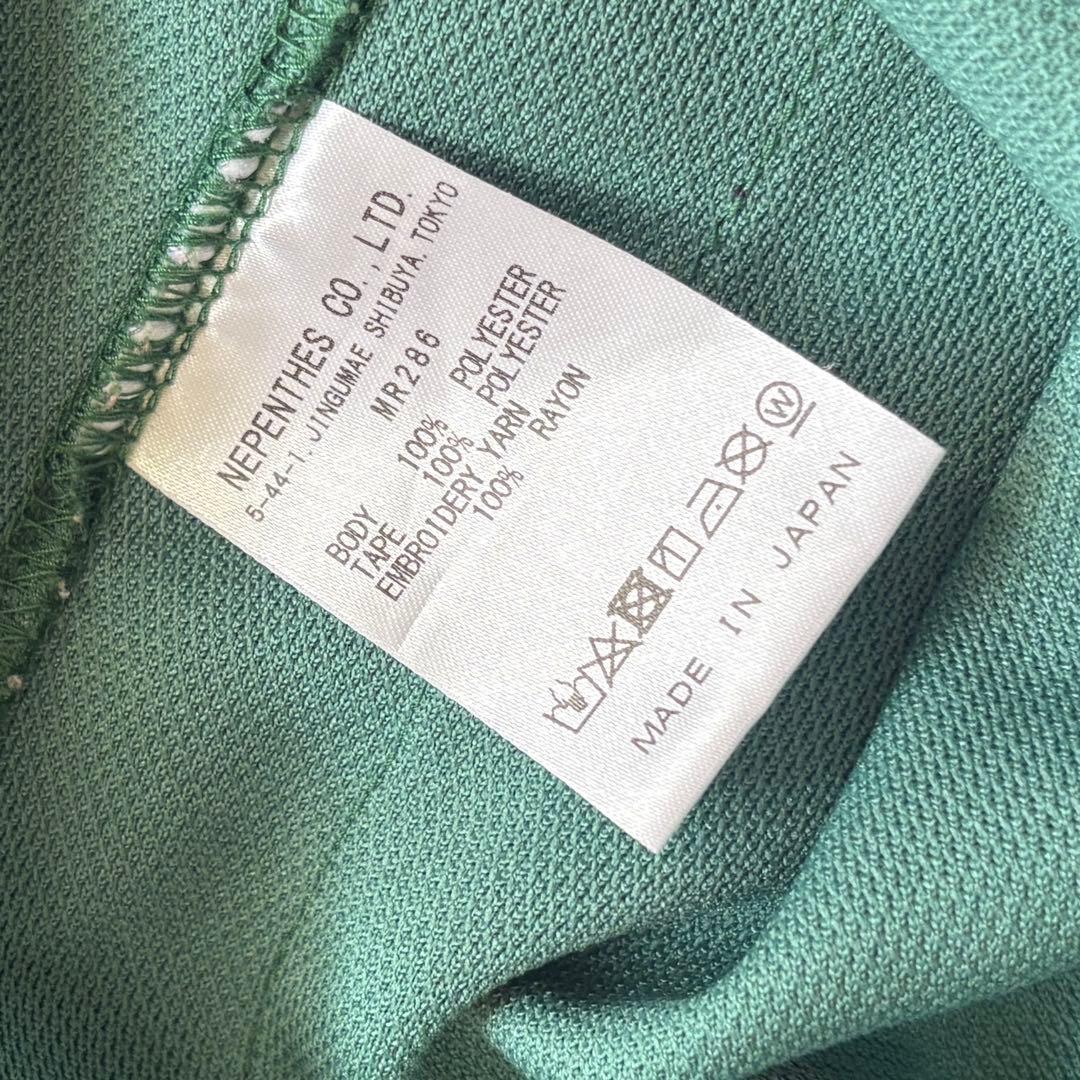 NEPENTHES CO., LTD.
5-44-1. JINGUMAE SHIBUYA. TOKYO
MR286
BODY 100% POLYESTER
TAPE 100% POLYESTER
EMBROIDERY YARN
100% RAYON
W
MADE IN JAPAN